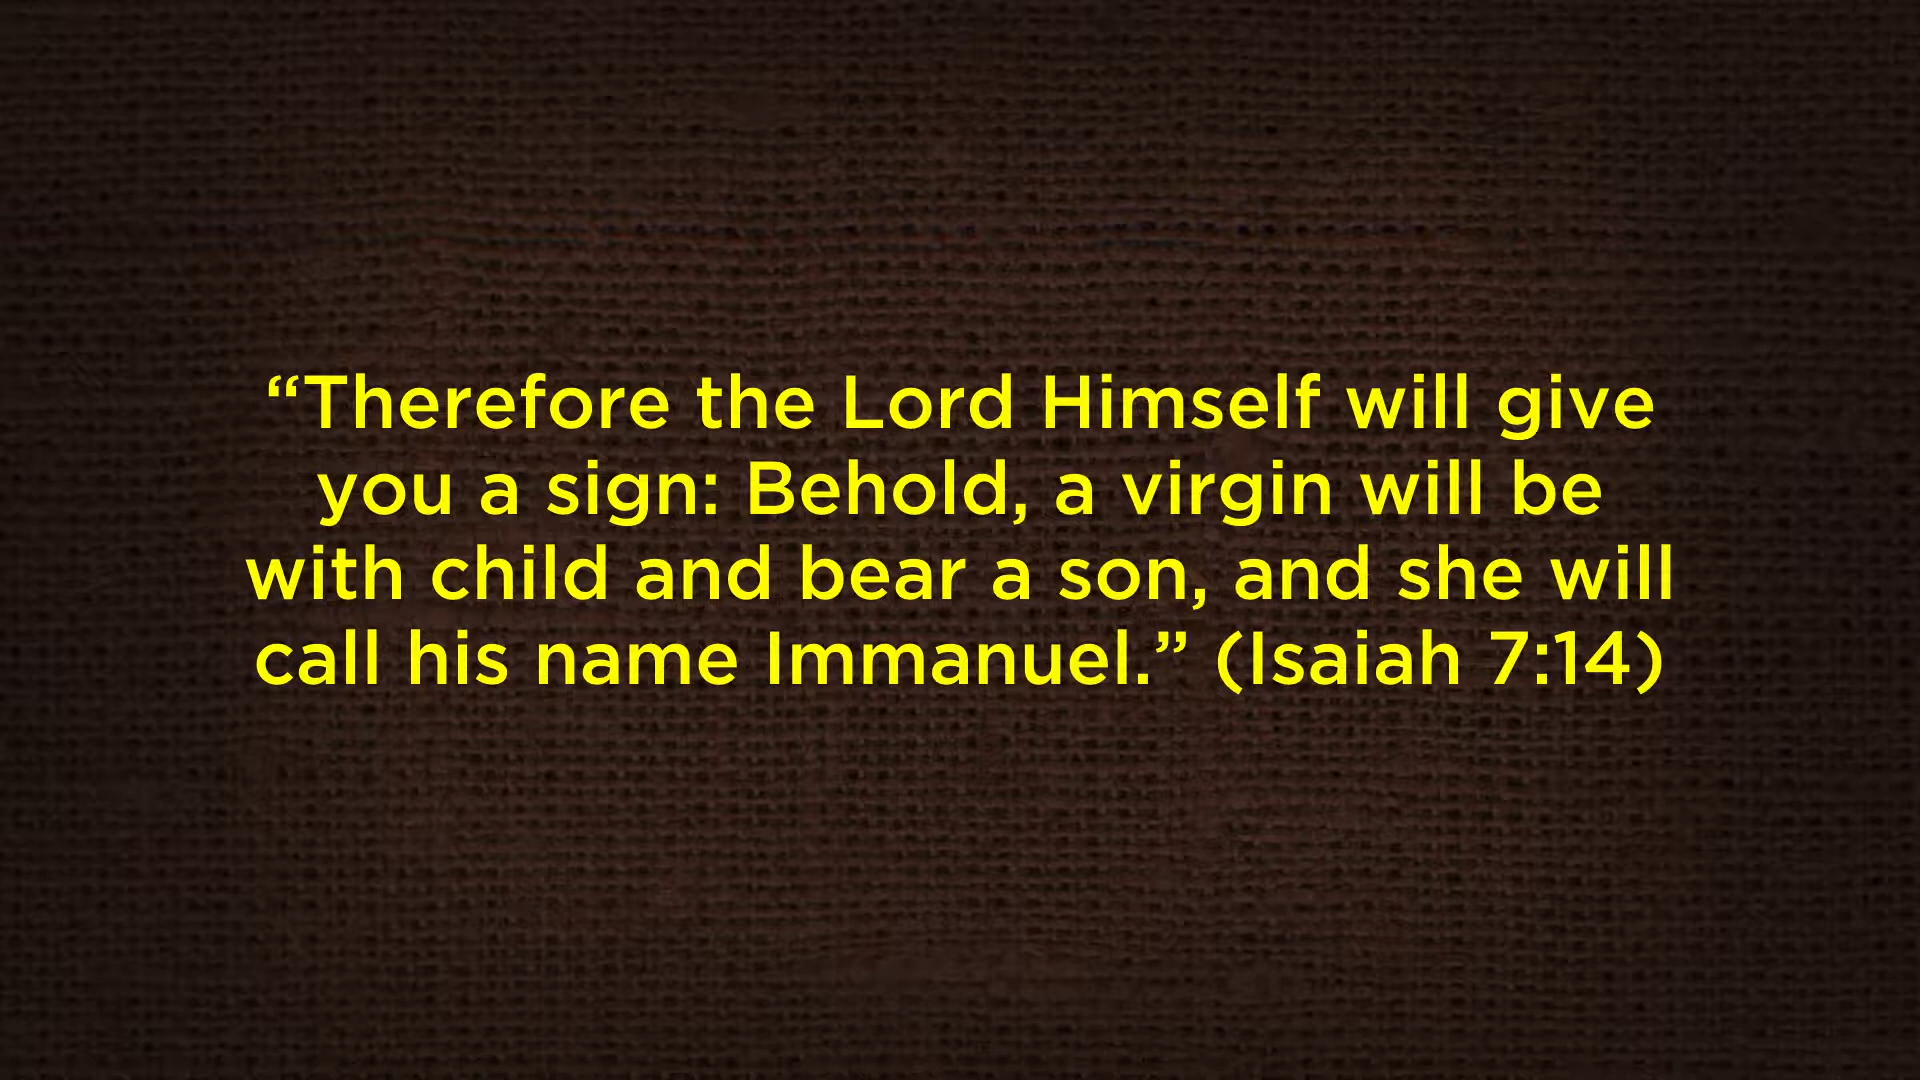 “Therefore the Lord Himself will give
you a sign: Behold, a virgin will be
with child and bear a son, and she will
call his name Immanuel.” (Isaiah 7:14)